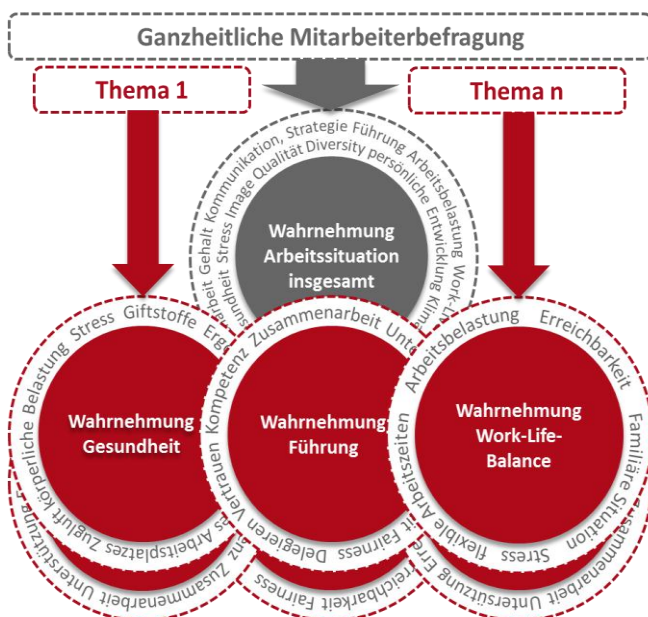 Ganzheitliche Mitarbeiterbefragung
Thema 1
Thema n
Gehalt Kommunikation, Strategie Führung Arbeitsbelastung
Stress Image Qualität Diversity persönliche Entwicklung
Wahrnehmung
Arbeitssituation
insgesamt
körperliche Belastung Stress Giftstoffe
Arbeitsplatzes Zugluft
Wahrnehmung
Gesundheit
Unterstützung
Zusammenarbeit
Vertrauen Kompetenz Zusammenarbeit
Fairness Delegieren
Wahrnehmung
Führung
Fairness
Arbeitsbelastung Erreichbarkeit Familiäre Situation Stress flexible Arbeitszeiten
Wahrnehmung
Work-Life-
Balance
Unterstützung